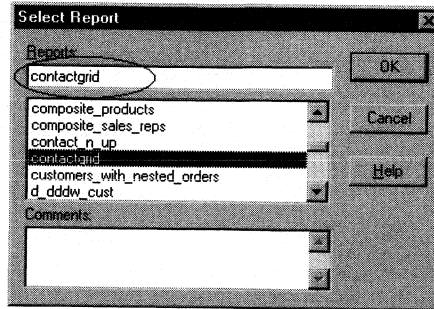 Select Report
Reports:
contactgrid
OK
composite_products
composite_sales_reps
contact_n_up
contactgrid
customers_with_nested_orders
d_dddw_cust
Cancel
Help
Comments: